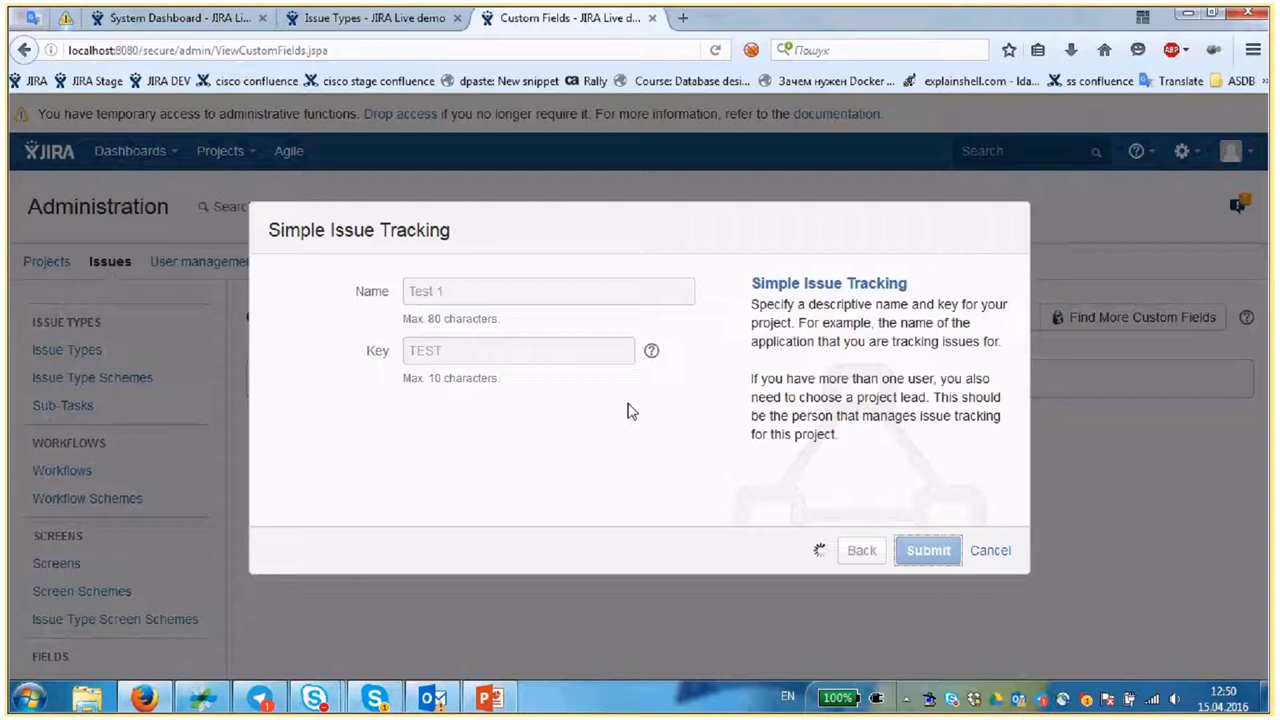 System Dashboard - JIRA Li...
Issue Types - JIRA Live demo
Custom Fields - JIRA Live d...
localhost:8080/secure/admin/ViewCustomFields.jspa
Пошук
ABP
JIRA
JIRA Stage
JIRA DEV
cisco confluence
cisco stage confluence
dpaste: New snippet
ca Rally
Course: Database desi...
Зачем нужен Docker ...
explainshell.com - Ida...
ss confluence
Translate
ASDB
You have temporary access to administrative functions. Drop access if you no longer require it. For more information, refer to the documentation.
JIRA
Dashboards
Projects
Agile
Search
Administration
Searc
Projects
Issues
User manageme
ISSUE TYPES
Issue Types
Issue Type Schemes
Sub-Tasks
WORKFLOWS
Workflows
Workflow Schemes
SCREENS
Screens
Screen Schemes
Issue Type Screen Schemes
FIELDS
Find More Custom Fields
Simple Issue Tracking
Name
Test 1
Max. 80 characters.
Key
TEST
Max. 10 characters.
Simple Issue Tracking
Specify a descriptive name and key for your
project. For example, the name of the
application that you are tracking issues for.
If you have more than one user, you also
need to choose a project lead. This should
be the person that manages issue tracking
for this project.
Back
Submit
Cancel
EN
100%
12:50
15.04.2016